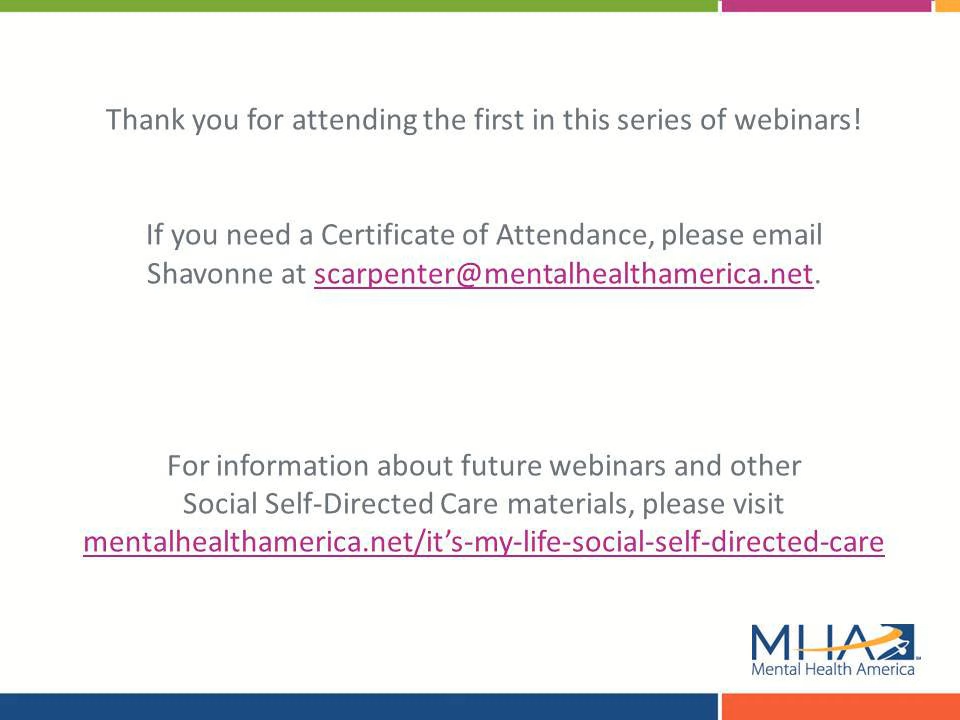 Thank you for attending the first in this series of webinars!
If you need a Certificate of Attendance, please email
Shavonne at scarpenter@mentalhealthamerica.net.
For information about future webinars and other
Social Self-Directed Care materials, please visit
mentalhealthamerica.net/it’s-my-life-social-self-directed-care
MHA
Mental Health America